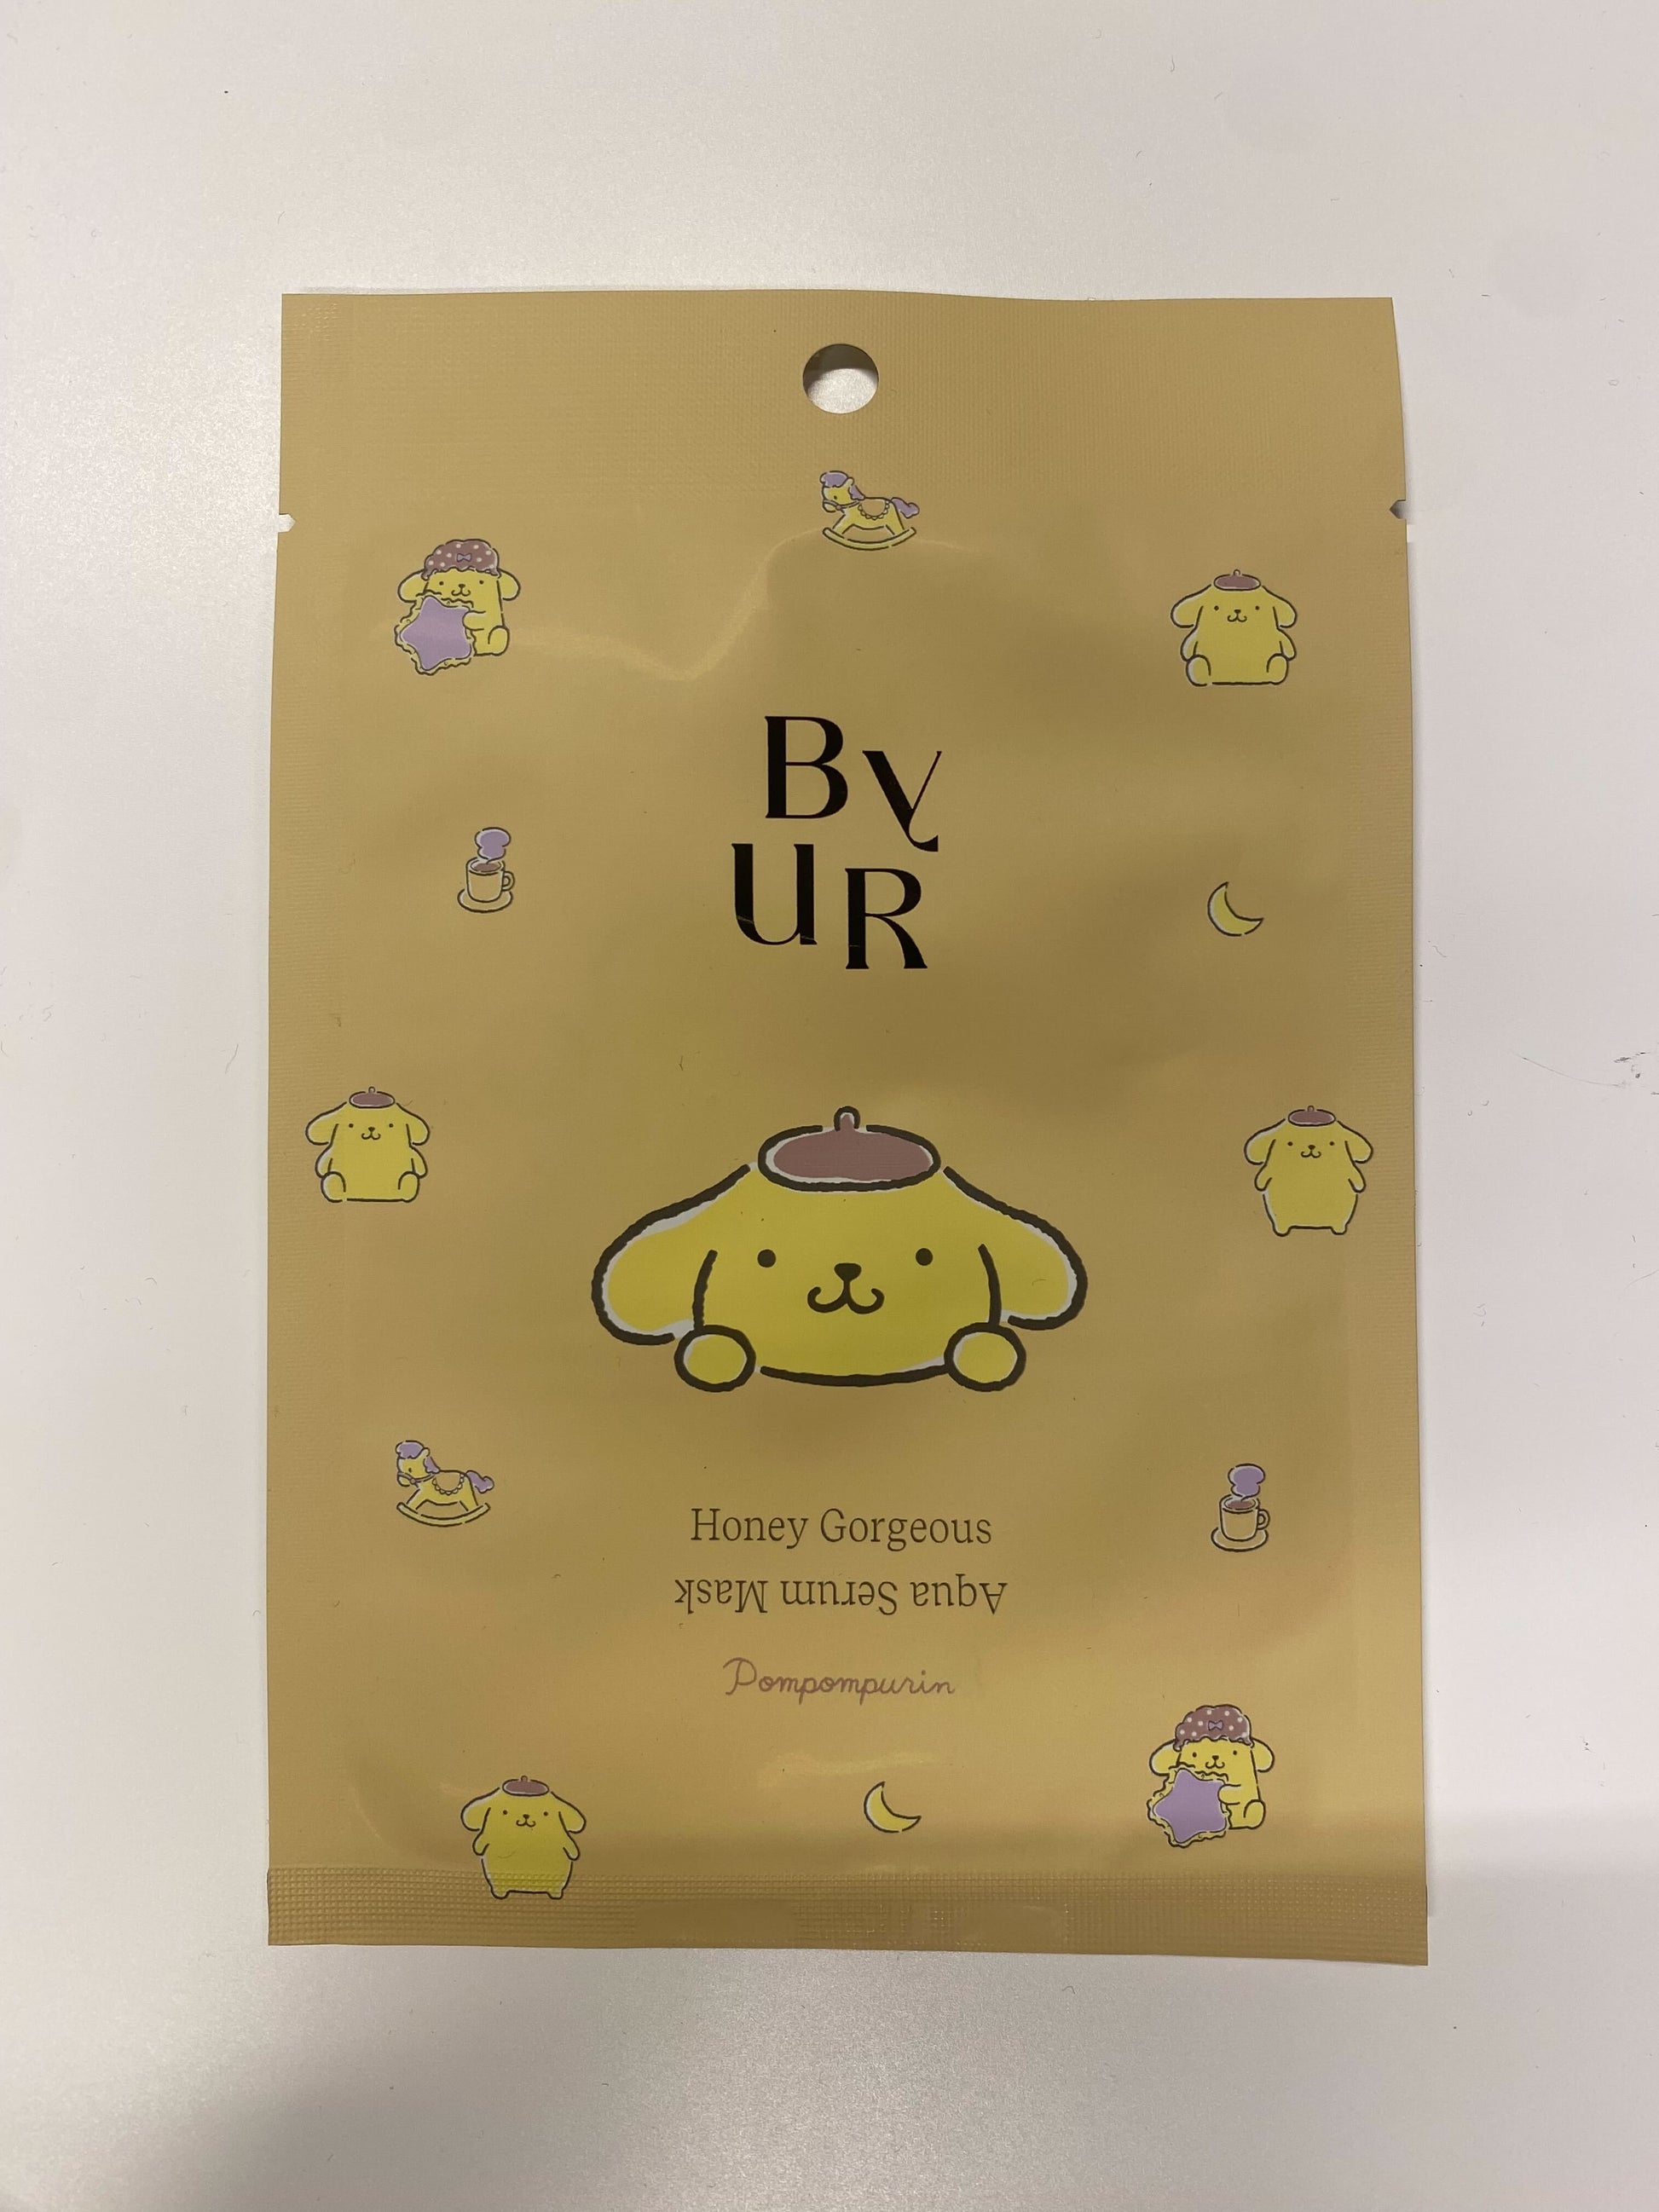 By
UR
Honey Gorgeous
Aqua Serum Mask
Pompompurin